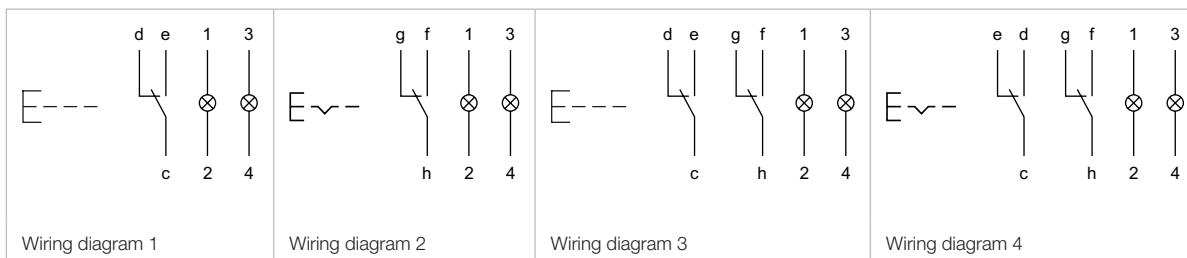 d e 1 3
c 2 4
Wiring diagram 1
g f 1 3
h 2 4
Wiring diagram 2
d e g f 1 3
c h 2 4
Wiring diagram 3
e d g f 1 3
c h 2 4
Wiring diagram 4